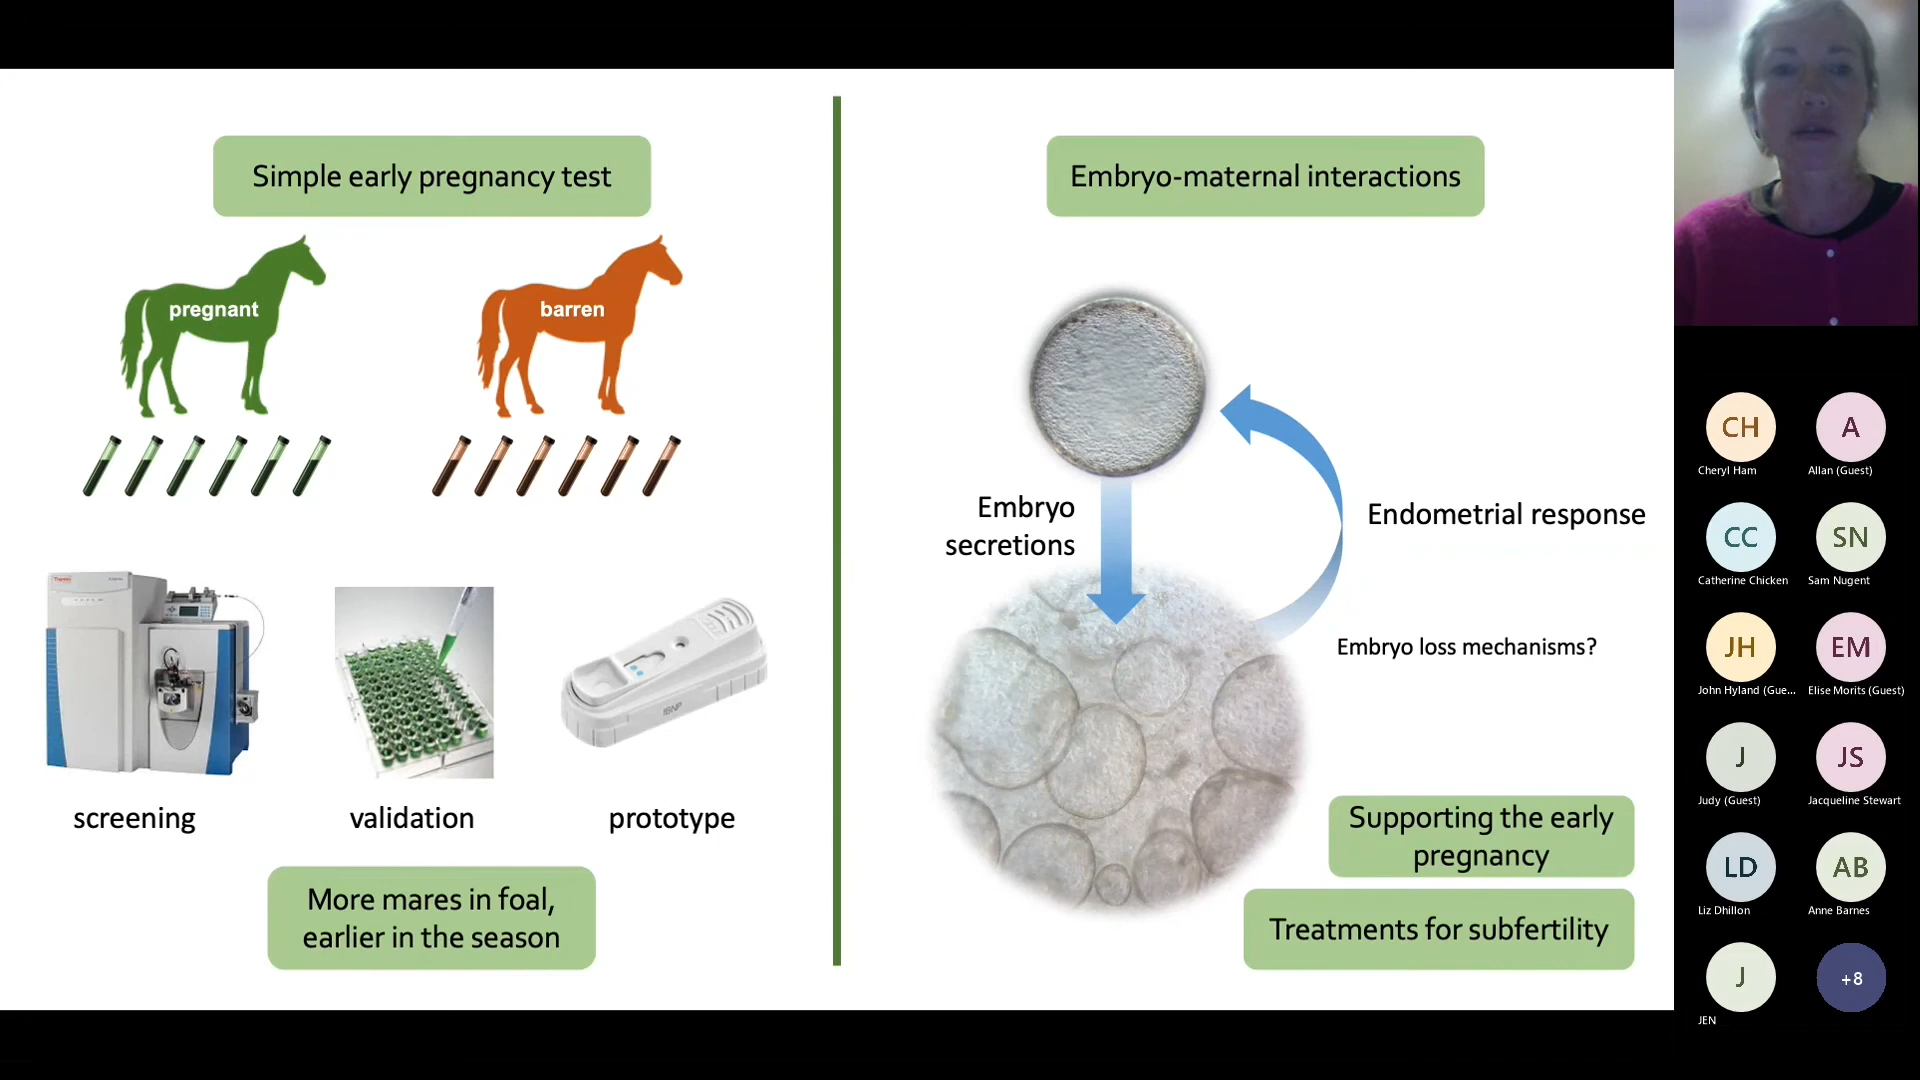 Simple early pregnancy test
pregnant
barren
Thermo
IBNP
screening
validation
prototype
More mares in foal,
earlier in the season
Embryo-maternal interactions
Embryo
secretions
Endometrial response
Embryo loss mechanisms?
Supporting the early
pregnancy
Treatments for subfertility
CH
Cheryl Ham
A
Allan (Guest)
CC
Catherine Chicken
SN
Sam Nugent
JH
John Hyland (Gue...
EM
Elise Morits (Guest)
J
Judy (Guest)
JS
Jacqueline Stewart
LD
Liz Dhillon
AB
Anne Barnes
J
JEN
+8